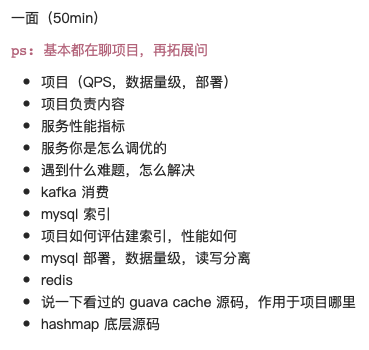 一面（50min）
ps: 基本都在聊项目，再拓展问
• 项目（QPS，数据量级，部署）
• 项目负责内容
• 服务性能指标
• 服务你是怎么调优的
• 遇到什么难题，怎么解决
• kafka 消费
• mysql 索引
• 项目如何评估建索引，性能如何
• mysql 部署，数据量级，读写分离
• redis
• 说一下看过的 guava cache 源码，作用于项目哪里
• hashmap 底层源码